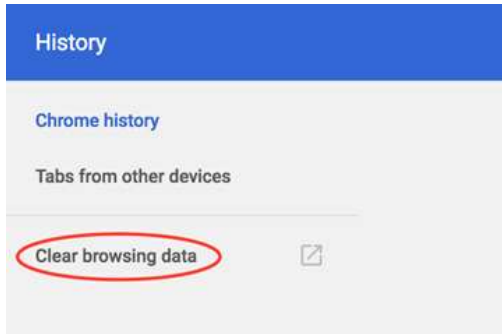 History
Chrome history
Tabs from other devices
Clear browsing data